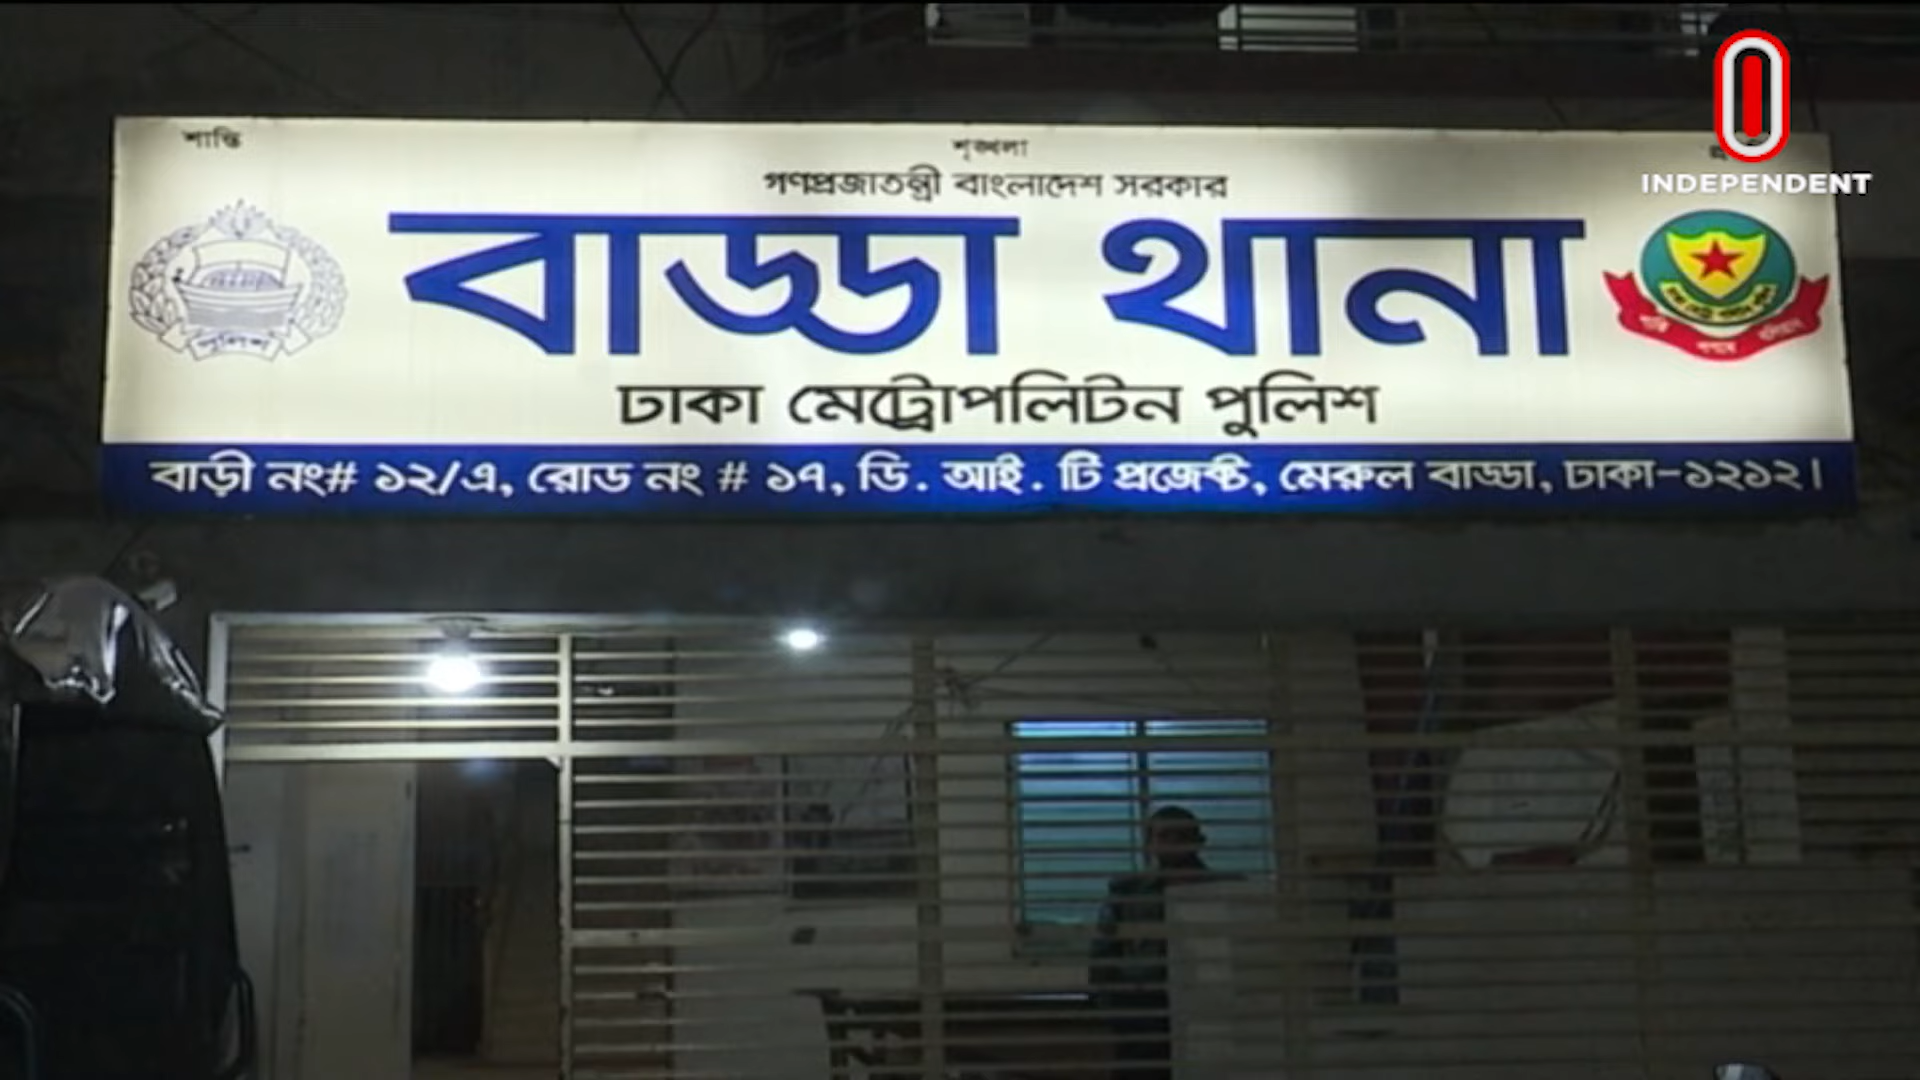 শান্তি শৃঙ্খলা
INDEPENDENT
গণপ্রজাতন্ত্রী বাংলাদেশ সরকার
বাড্ডা থানা
পুলিশ
ঢাকা মেট্রোপলিটন পুলিশ
বাড়ী নং# ১২/এ, রোড নং # ১৭, ডি. আই. টি প্রজেক্ট, মেরুল বাড্ডা, ঢাকা-১২১২।